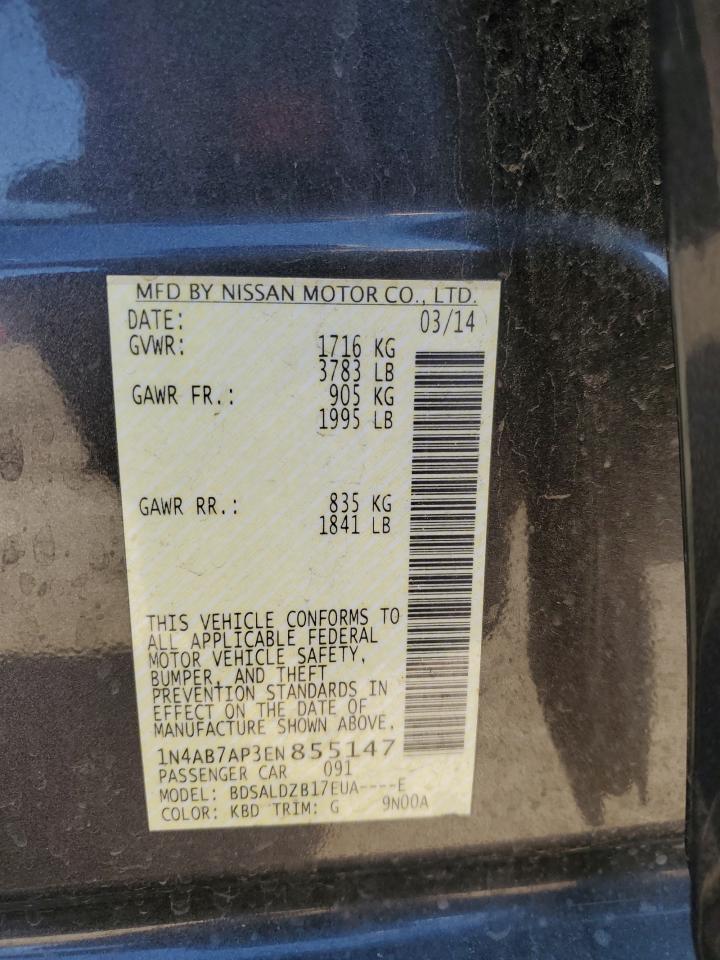 MFD BY NISSAN MOTOR CO., LTD.
DATE: 03/14
GVWR: 1716 KG
3783 LB
GAWR FR.: 905 KG
1995 LB
GAWR RR.: 835 KG
1841 LB
THIS VEHICLE CONFORMS TO
ALL APPLICABLE FEDERAL
MOTOR VEHICLE SAFETY,
BUMPER, AND THEFT
PREVENTION STANDARDS IN
EFFECT ON THE DATE OF
MANUFACTURE SHOWN ABOVE.
1N4AB7AP3EN855147
PASSENGER CAR 091
MODEL: BDSALDZB17EUA----E
COLOR: KBD TRIM: G 9N00A